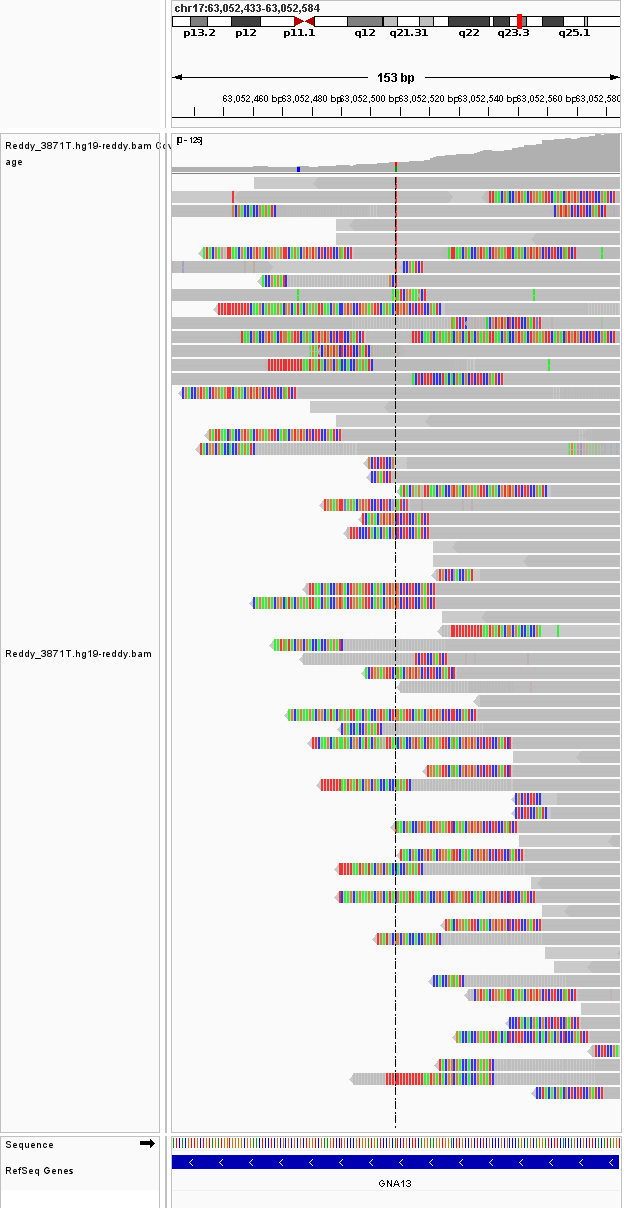 chr17:63,052,433-63,052,584
p13.2 p12 p11.1 q12 q21.31 q22 q23.3 q25.1
153 bp
63,052,460 bp 63,052,480 bp 63,052,500 bp 63,052,520 bp 63,052,540 bp 63,052,560 bp 63,052,580
Reddy_3871T.hg19-reddy.bam Cov
age
[0 - 125]
Reddy_3871T.hg19-reddy.bam
Sequence
RefSeq Genes
GNA13